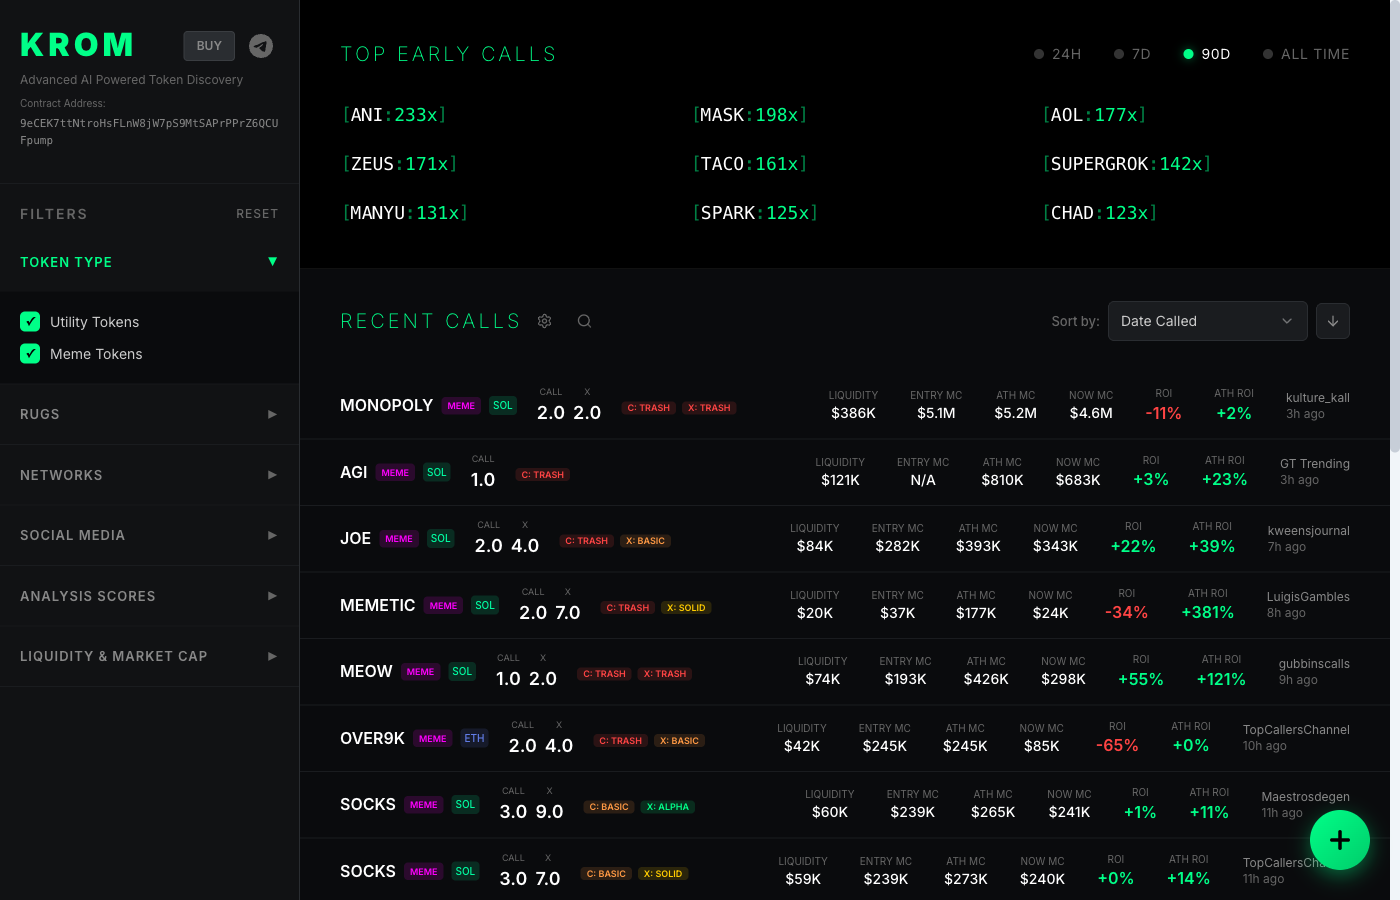 KROM
BUY
Advanced AI Powered Token Discovery
Contract Address:
9eCEK7ttNtroHsFLnW8jW7pS9MtSAPrPPrZ6QCU
Fpump
FILTERS RESET
TOKEN TYPE ▼
Utility Tokens
Meme Tokens
RUGS ▶
NETWORKS ▶
SOCIAL MEDIA ▶
ANALYSIS SCORES ▶
LIQUIDITY & MARKET CAP ▶
TOP EARLY CALLS 24H 7D 90D ALL TIME
[ANI:233x] [MASK:198x] [AOL:177x]
[ZEUS:171x] [TACO:161x] [SUPERGROK:142x]
[MANYU:131x] [SPARK:125x] [CHAD:123x]
RECENT CALLS Sort by: Date Called
CALL X LIQUIDITY ENTRY MC ATH MC NOW MC ROI ATH ROI
MONOPOLY MEME SOL 2.0 2.0 C: TRASH X: TRASH $386K $5.1M $5.2M $4.6M -11% +2% kulture_kall
3h ago
CALL LIQUIDITY ENTRY MC ATH MC NOW MC ROI ATH ROI
AGI MEME SOL 1.0 C: TRASH $121K N/A $810K $683K +3% +23% GT Trending
3h ago
CALL X LIQUIDITY ENTRY MC ATH MC NOW MC ROI ATH ROI
JOE MEME SOL 2.0 4.0 C: TRASH X: BASIC $84K $282K $393K $343K +22% +39% kweensjournal
7h ago
CALL X LIQUIDITY ENTRY MC ATH MC NOW MC ROI ATH ROI
MEMETIC MEME SOL 2.0 7.0 C: TRASH X: SOLID $20K $37K $177K $24K -34% +381% LuigisGambles
8h ago
CALL X LIQUIDITY ENTRY MC ATH MC NOW MC ROI ATH ROI
MEOW MEME SOL 1.0 2.0 C: TRASH X: TRASH $74K $193K $426K $298K +55% +121% gubbinscalls
9h ago
CALL X LIQUIDITY ENTRY MC ATH MC NOW MC ROI ATH ROI
OVER9K MEME ETH 2.0 4.0 C: TRASH X: BASIC $42K $245K $245K $85K -65% +0% TopCallersChannel
10h ago
CALL X LIQUIDITY ENTRY MC ATH MC NOW MC ROI ATH ROI
SOCKS MEME SOL 3.0 9.0 C: BASIC X: ALPHA $60K $239K $265K $241K +1% +11% Maestrosdegen
11h ago
CALL X LIQUIDITY ENTRY MC ATH MC NOW MC ROI ATH ROI
SOCKS MEME SOL 3.0 7.0 C: BASIC X: SOLID $59K $239K $273K $240K +0% +14%
11h ago